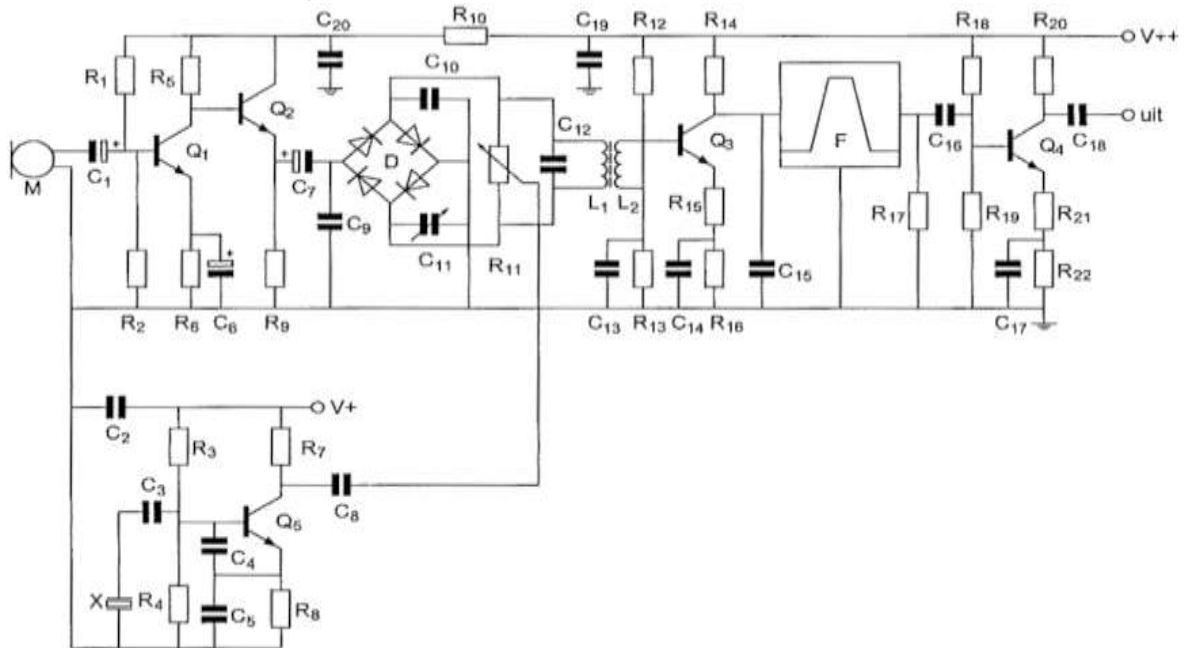 C20 R10 C19 R12 R14 R18 R20
V++
R1 R5 C10
Q2 C12 uit
Q1 D Q3 F C16 Q4 C18
M C1 C7
L1 L2 R15 R17 R19 R21
C9 C11 R11 C15 R22
R2 R6 C6 R9 C13 R13 C14 R16 C17
V+
C2 R3 R7
C3 C8
Q5
C4
X R4 C5 R8